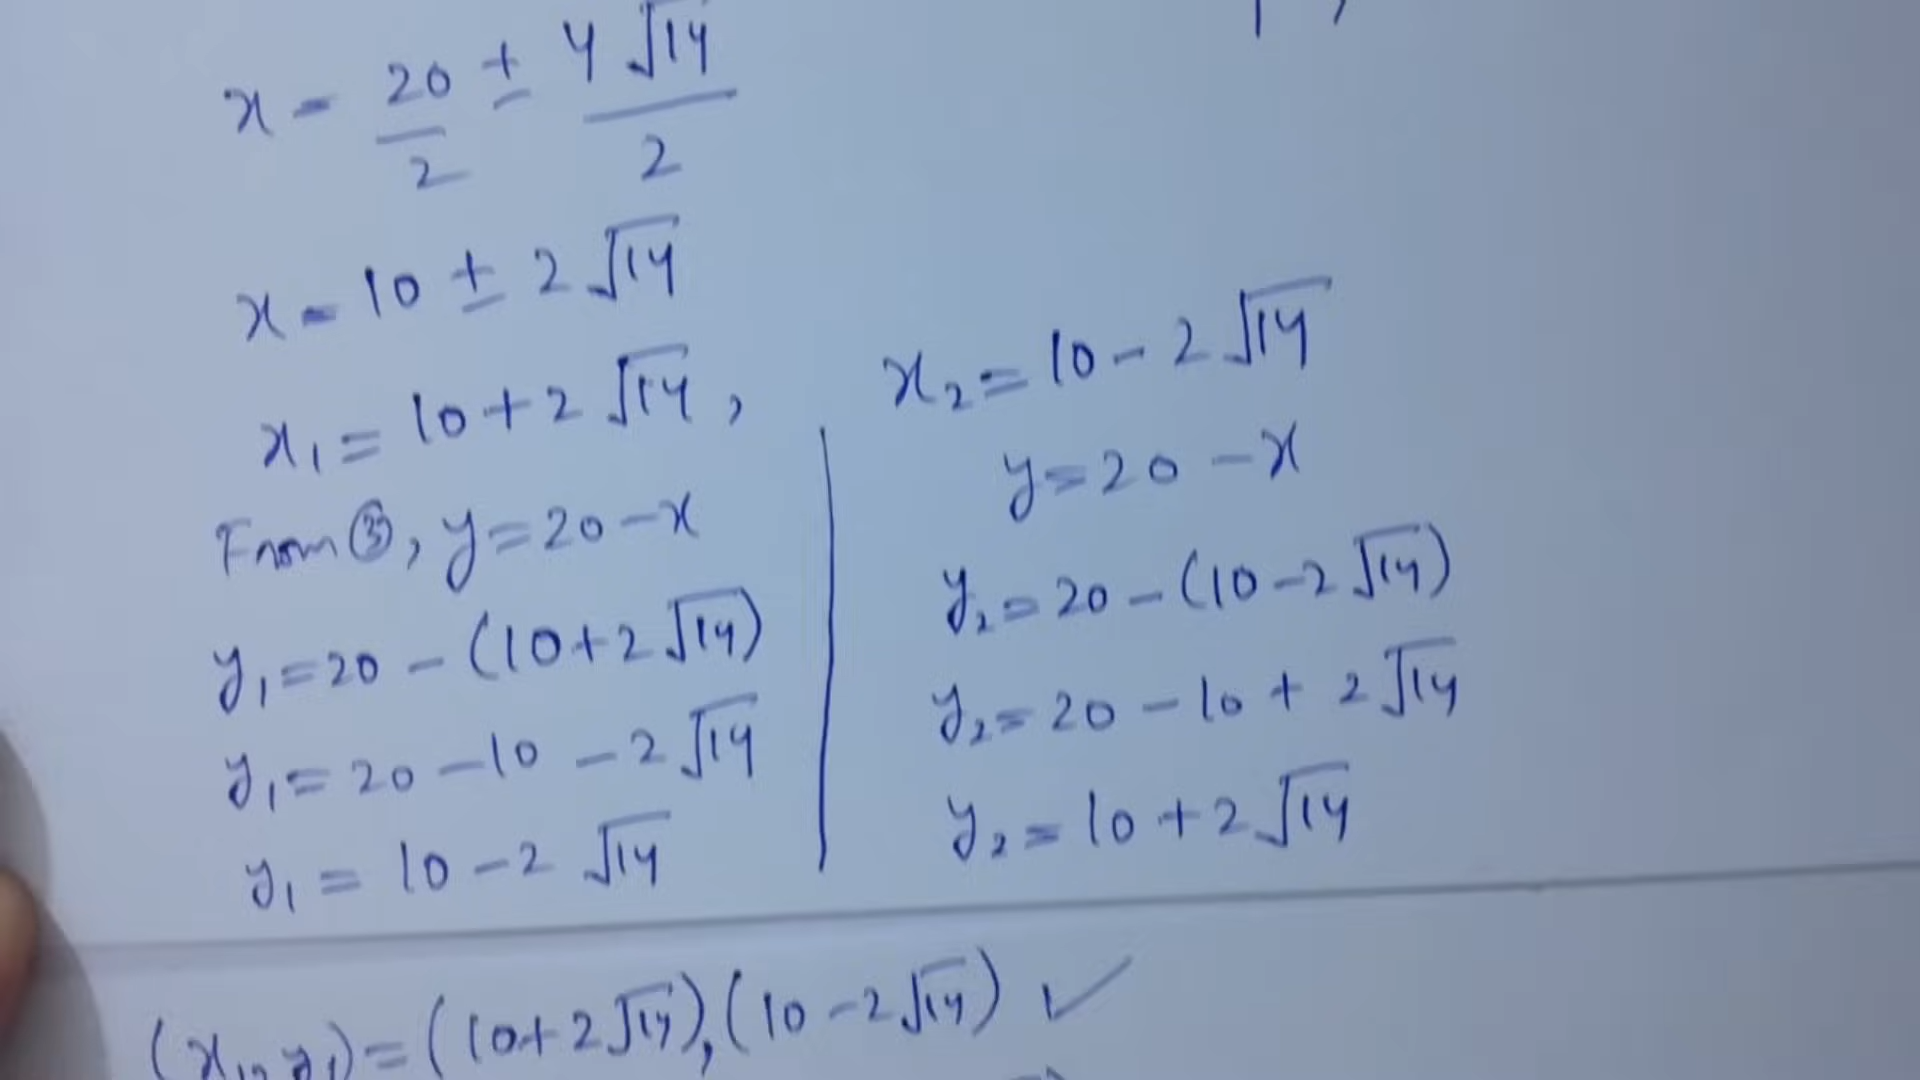 x = 20/2 ± 4√14/2
x = 10 ± 2√14
x₁ = 10 + 2√14,
From ③, y = 20 - x
y₁ = 20 - (10 + 2√14)
y₁ = 20 - 10 - 2√14
y₁ = 10 - 2√14
x₂ = 10 - 2√14
y = 20 - x
y₂ = 20 - (10 - 2√14)
y₂ = 20 - 10 + 2√14
y₂ = 10 + 2√14
(x₁, y₁) = (10 + 2√14), (10 - 2√14) ✓